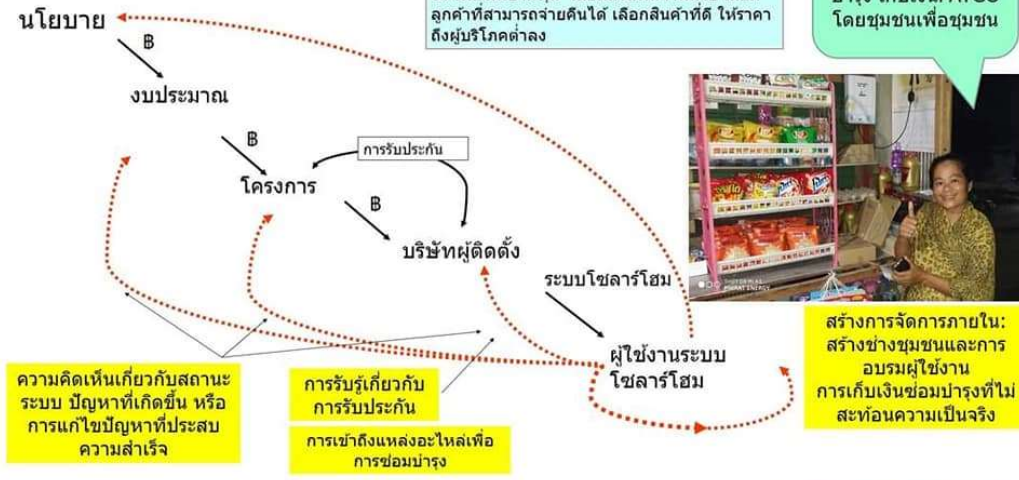 ลูกค้าที่สามารถจ่ายคืนได้ เลือกสินค้าที่ดี ให้ราคา
ถึงผู้บริโภคต่ำลง
โดยชุมชนเพื่อชุมชน
นโยบาย
฿
งบประมาณ
฿
การรับประกัน
โครงการ
฿
บริษัทผู้ติดตั้ง
ระบบโซลาร์โฮม
ผู้ใช้งานระบบ
โซลาร์โฮม
ความคิดเห็นเกี่ยวกับสถานะ
ระบบ ปัญหาที่เกิดขึ้น หรือ
การแก้ไขปัญหาที่ประสบ
ความสำเร็จ
การรับรู้เกี่ยวกับ
การรับประกัน
การเข้าถึงแหล่งอะไหล่เพื่อ
การซ่อมบำรุง
สร้างการจัดการภายใน:
สร้างช่างชุมชนและการ
อบรมผู้ใช้งาน
การเก็บเงินซ่อมบำรุงที่ไม่
สะท้อนความเป็นจริง